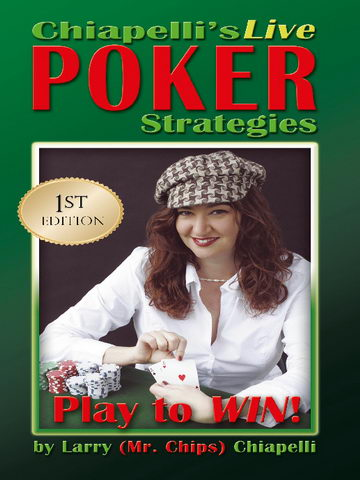 Chiapelli's Live
POKER
Strategies
1ST
EDITION
Play to WIN!
by Larry (Mr. Chips) Chiapelli